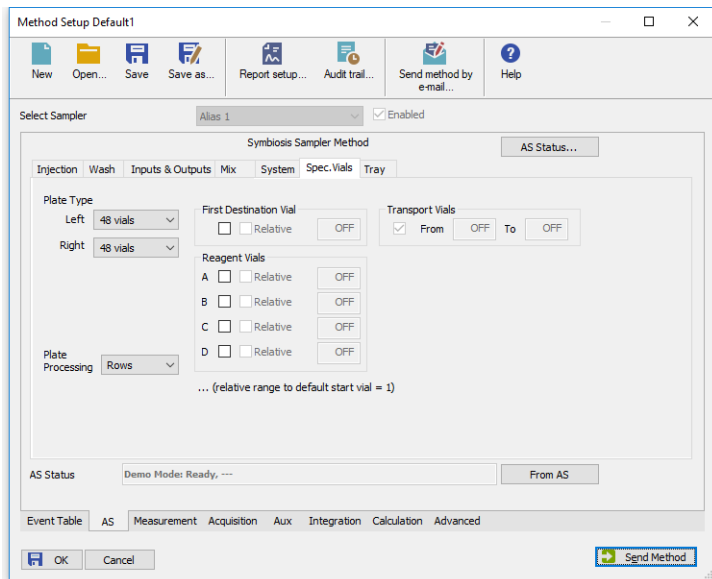 Method Setup Default1
New Open... Save Save as... Report setup... Audit trail... Send method by e-mail... Help
Select Sampler Alias 1 Enabled
Symbiosis Sampler Method AS Status...
Injection Wash Inputs & Outputs Mix System Spec.Vials Tray
Plate Type
Left 48 vials
Right 48 vials
First Destination Vial
Relative OFF
Transport Vials
From OFF To OFF
Reagent Vials
A Relative OFF
B Relative OFF
C Relative OFF
D Relative OFF
Plate
Processing Rows
... (relative range to default start vial = 1)
AS Status Demo Mode: Ready, --- From AS
Event Table AS Measurement Acquisition Aux Integration Calculation Advanced
OK Cancel Send Method